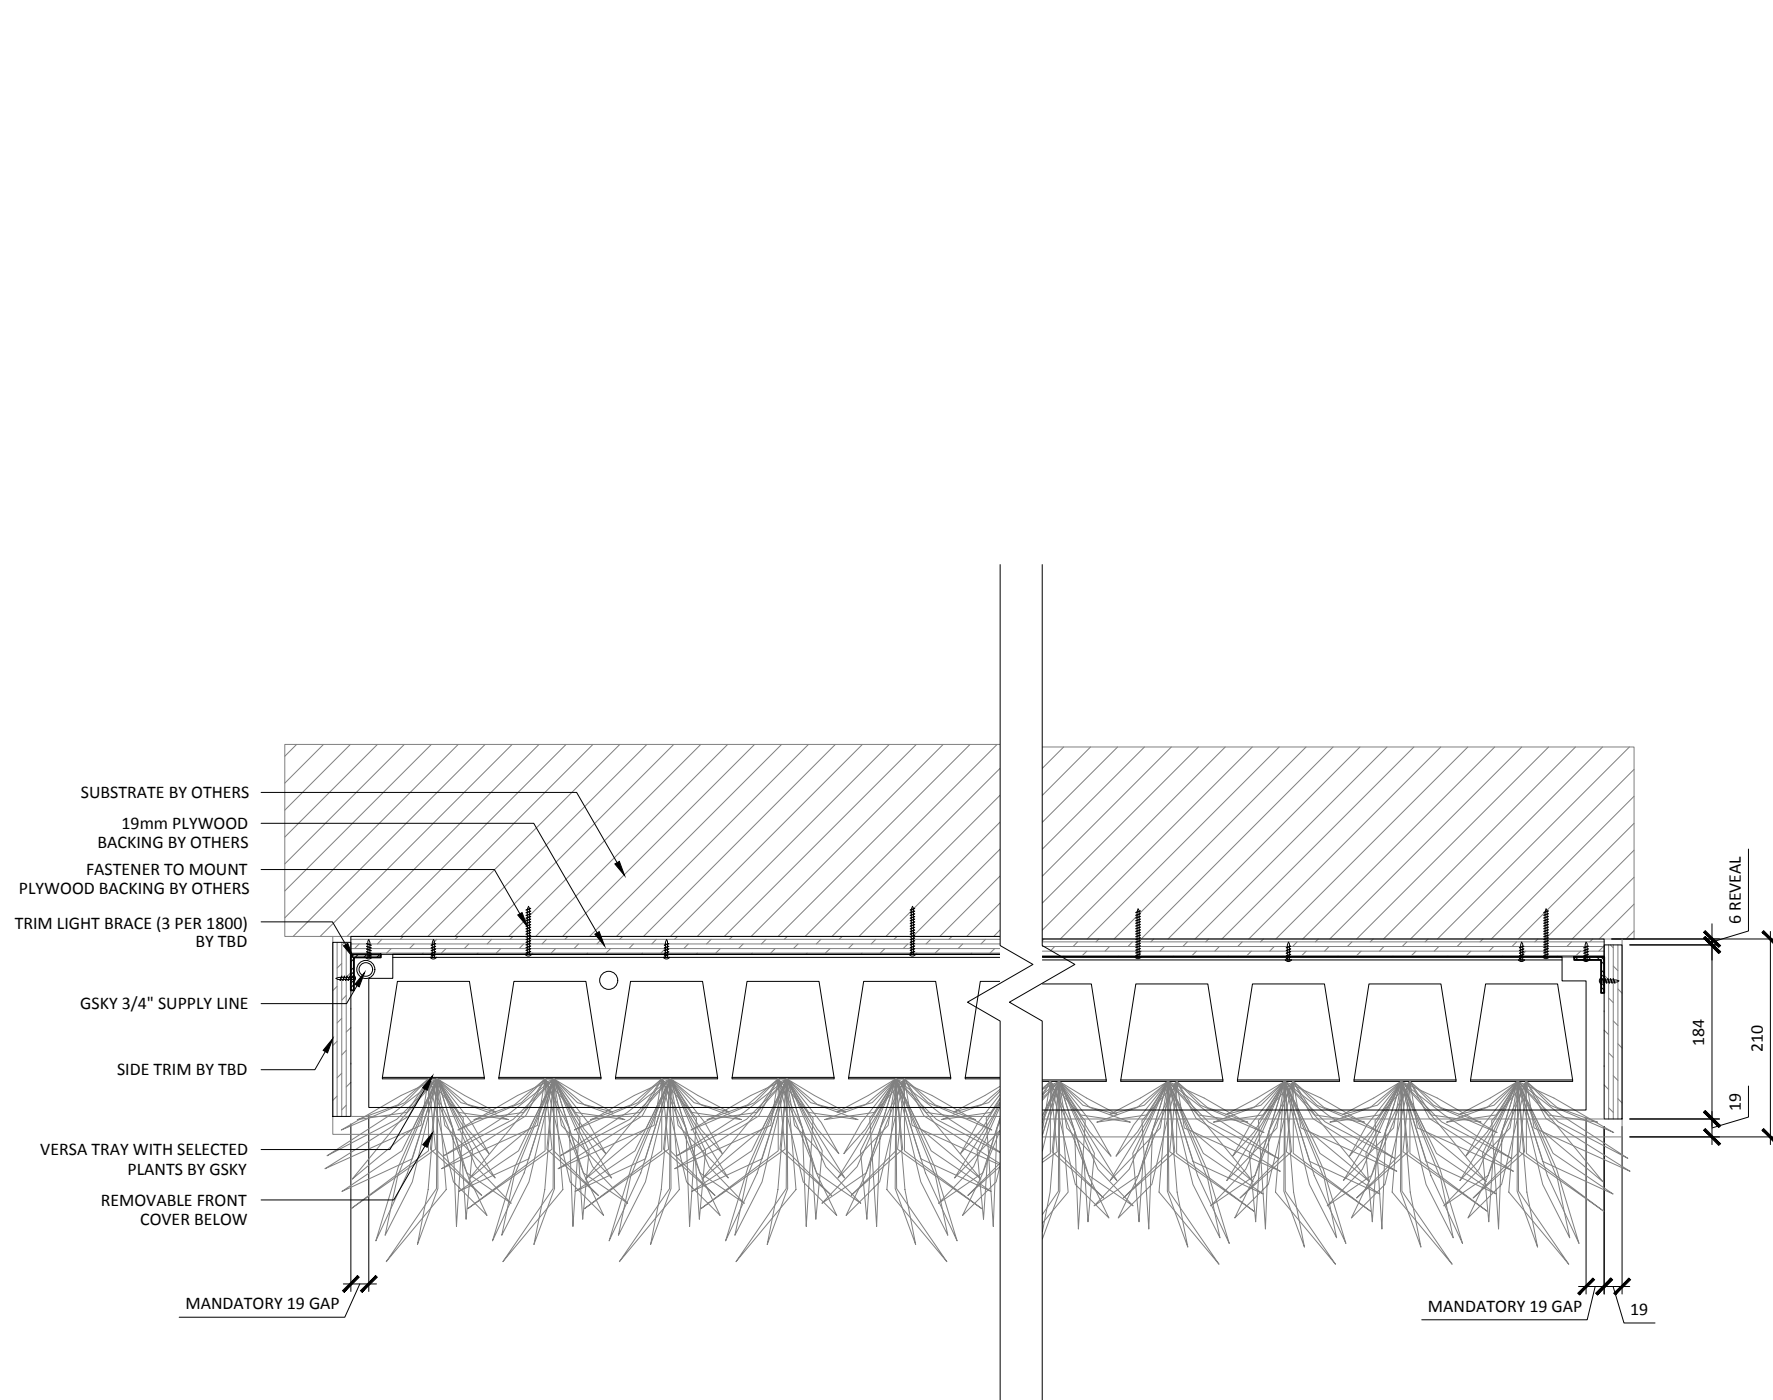 SUBSTRATE BY OTHERS
19mm PLYWOOD
BACKING BY OTHERS
FASTENER TO MOUNT
PLYWOOD BACKING BY OTHERS
TRIM LIGHT BRACE (3 PER 1800)
BY TBD
GSKY 3/4" SUPPLY LINE
SIDE TRIM BY TBD
VERSA TRAY WITH SELECTED
PLANTS BY GSKY
REMOVABLE FRONT
COVER BELOW
MANDATORY 19 GAP
MANDATORY 19 GAP
19
6 REVEAL
184
210
19